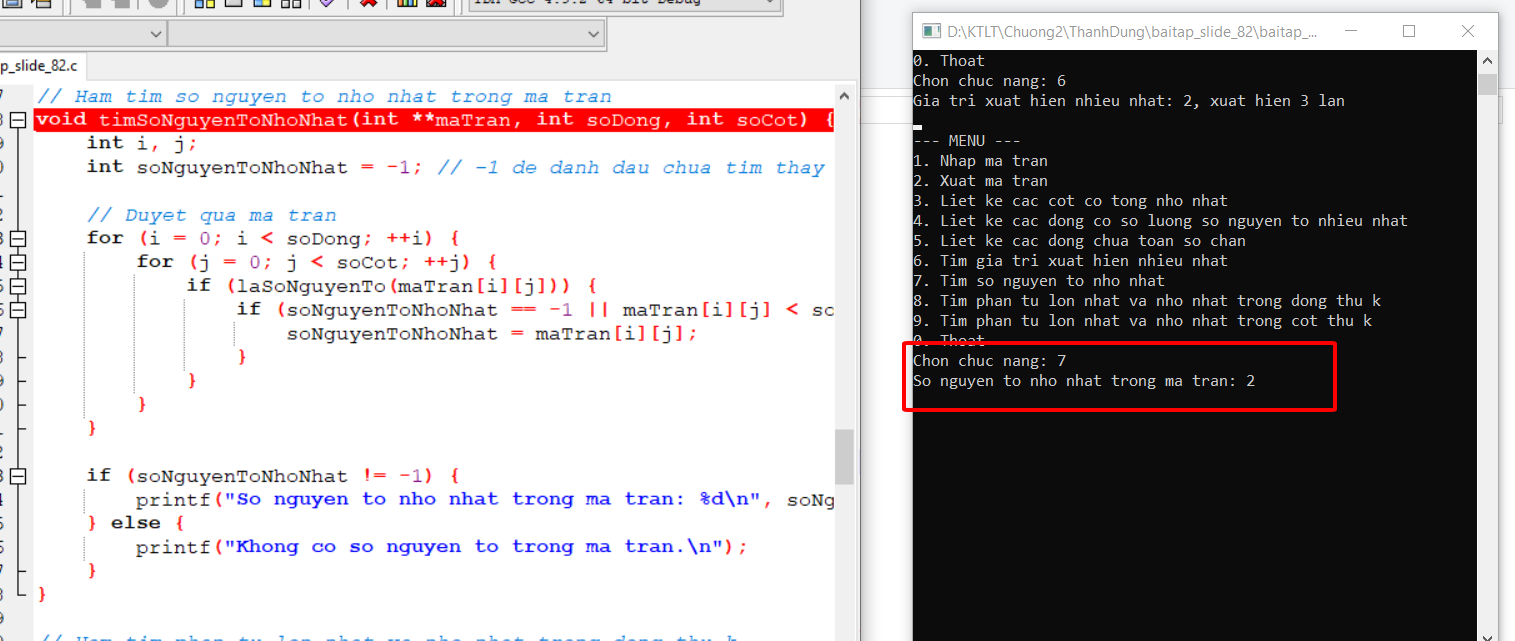 p_slide_82.c
// Ham tim so nguyen to nho nhat trong ma tran
void timSoNguyenToNhoNhat(int **maTran, int soDong, int soCot) {
int i, j;
int soNguyenToNhoNhat = -1; // -1 de danh dau chua tim thay
// Duyet qua ma tran
for (i = 0; i < soDong; ++i) {
for (j = 0; j < soCot; ++j) {
if (laSoNguyenTo(maTran[i][j])) {
if (soNguyenToNhoNhat == -1 || maTran[i][j] < so
soNguyenToNhoNhat = maTran[i][j];
}
}
}
}
if (soNguyenToNhoNhat != -1) {
printf("So nguyen to nho nhat trong ma tran: %d\n", soNg
} else {
printf("Khong co so nguyen to trong ma tran.\n");
}
}
// Ham tim phan tu lon nhat va nho nhat trong dong thu k
D:\KTLT\Chuong2\ThanhDung\baitap_slide_82\baitap_...
0. Thoat
Chon chuc nang: 6
Gia tri xuat hien nhieu nhat: 2, xuat hien 3 lan
--- MENU ---
1. Nhap ma tran
2. Xuat ma tran
3. Liet ke cac cot co tong nho nhat
4. Liet ke cac dong co so luong so nguyen to nhieu nhat
5. Liet ke cac dong chua toan so chan
6. Tim gia tri xuat hien nhieu nhat
7. Tim so nguyen to nho nhat
8. Tim phan tu lon nhat va nho nhat trong dong thu k
9. Tim phan tu lon nhat va nho nhat trong cot thu k
0. Thoat
Chon chuc nang: 7
So nguyen to nho nhat trong ma tran: 2